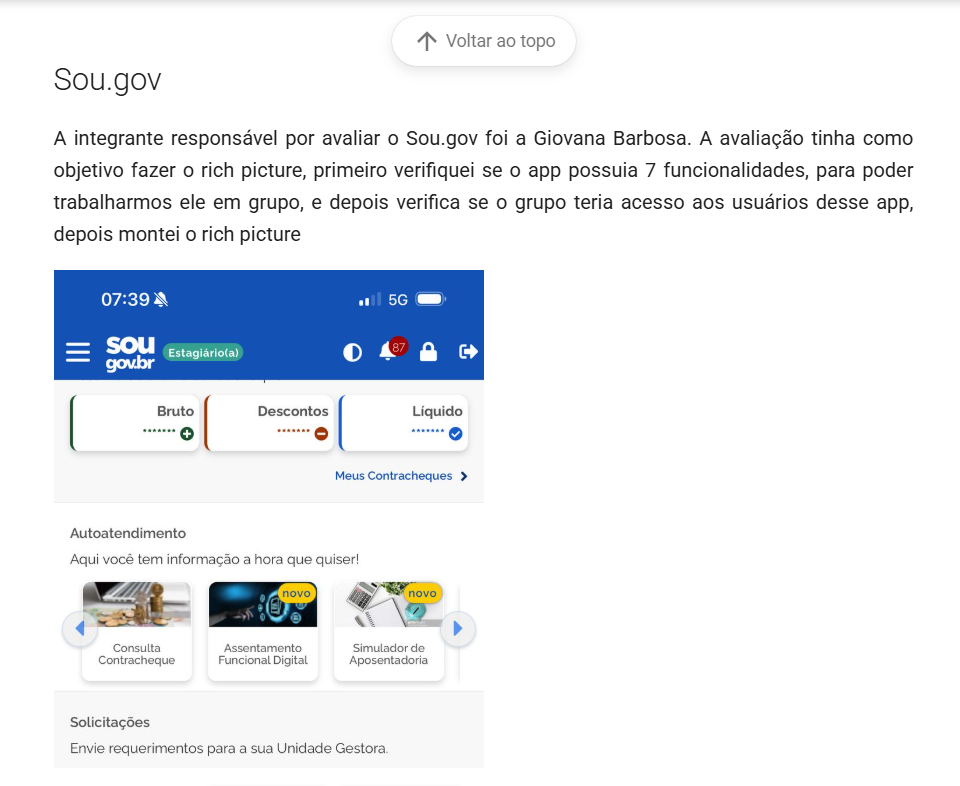 Voltar ao topo
Sou.gov
A integrante responsável por avaliar o Sou.gov foi a Giovana Barbosa. A avaliação tinha como
objetivo fazer o rich picture, primeiro verifiquei se o app possuia 7 funcionalidades, para poder
trabalharmos ele em grupo, e depois verifica se o grupo teria acesso aos usuários desse app,
depois montei o rich picture
07:39 5G
sou
gov.br
Estagiário(a)
87
Bruto Descontos Líquido
******* ******* *******
Meus Contracheques
Autoatendimento
Aqui você tem informação a hora que quiser!
novo novo
Consulta Assentamento Simulador de
Contracheque Funcional Digital Aposentadoria
Solicitações
Envie requerimentos para a sua Unidade Gestora.